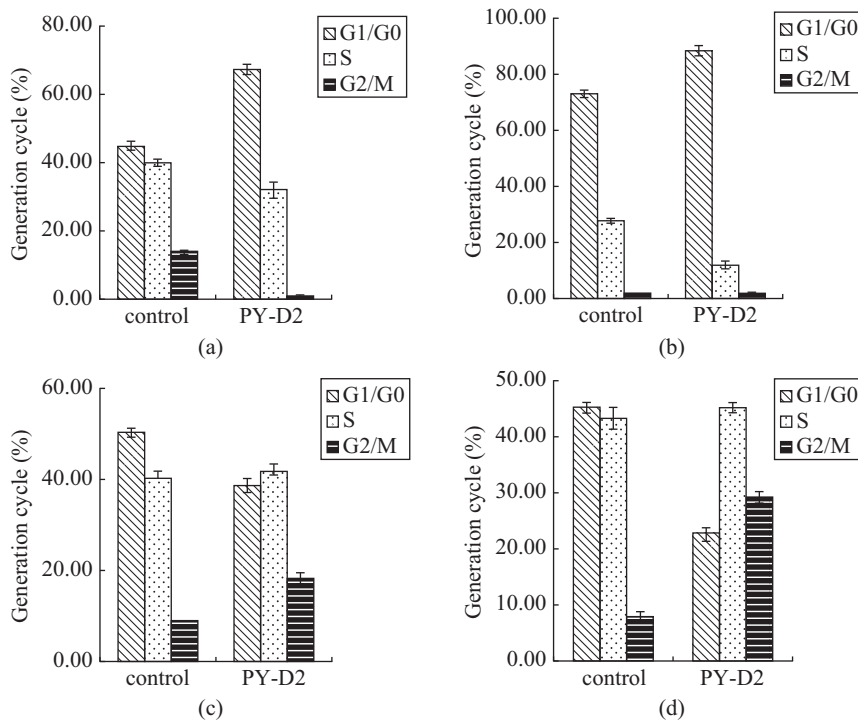 80.00
60.00
40.00
20.00
0.00
Generation cycle (%)
G1/G0
S
G2/M
control PY-D2
(a)
100.00
80.00
60.00
40.00
20.00
0.00
Generation cycle (%)
G1/G0
S
G2/M
control PY-D2
(b)
60.00
40.00
20.00
0.00
Generation cycle (%)
G1/G0
S
G2/M
control PY-D2
(c)
50.00
40.00
30.00
20.00
10.00
0.00
Generation cycle (%)
G1/G0
S
G2/M
control PY-D2
(d)